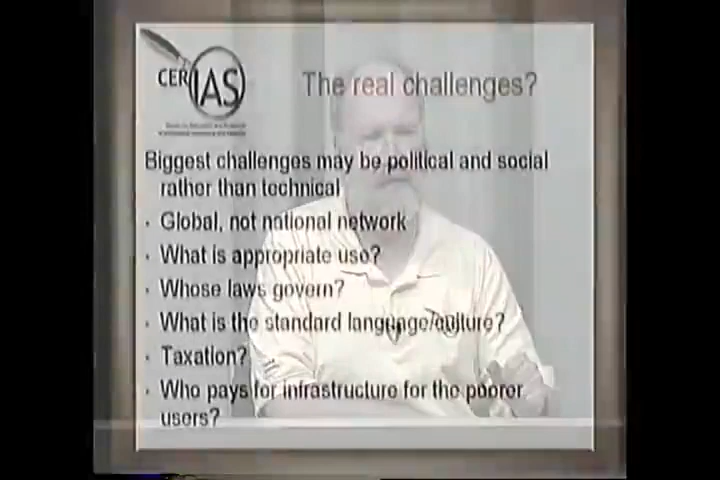 CER IAS
The real challenges?
Biggest challenges may be political and social
rather than technical
· Global, not national network
· What is appropriate use?
· Whose laws govern?
· What is the standard language/culture?
· Taxation?
· Who pays for infrastructure for the poorer
users?